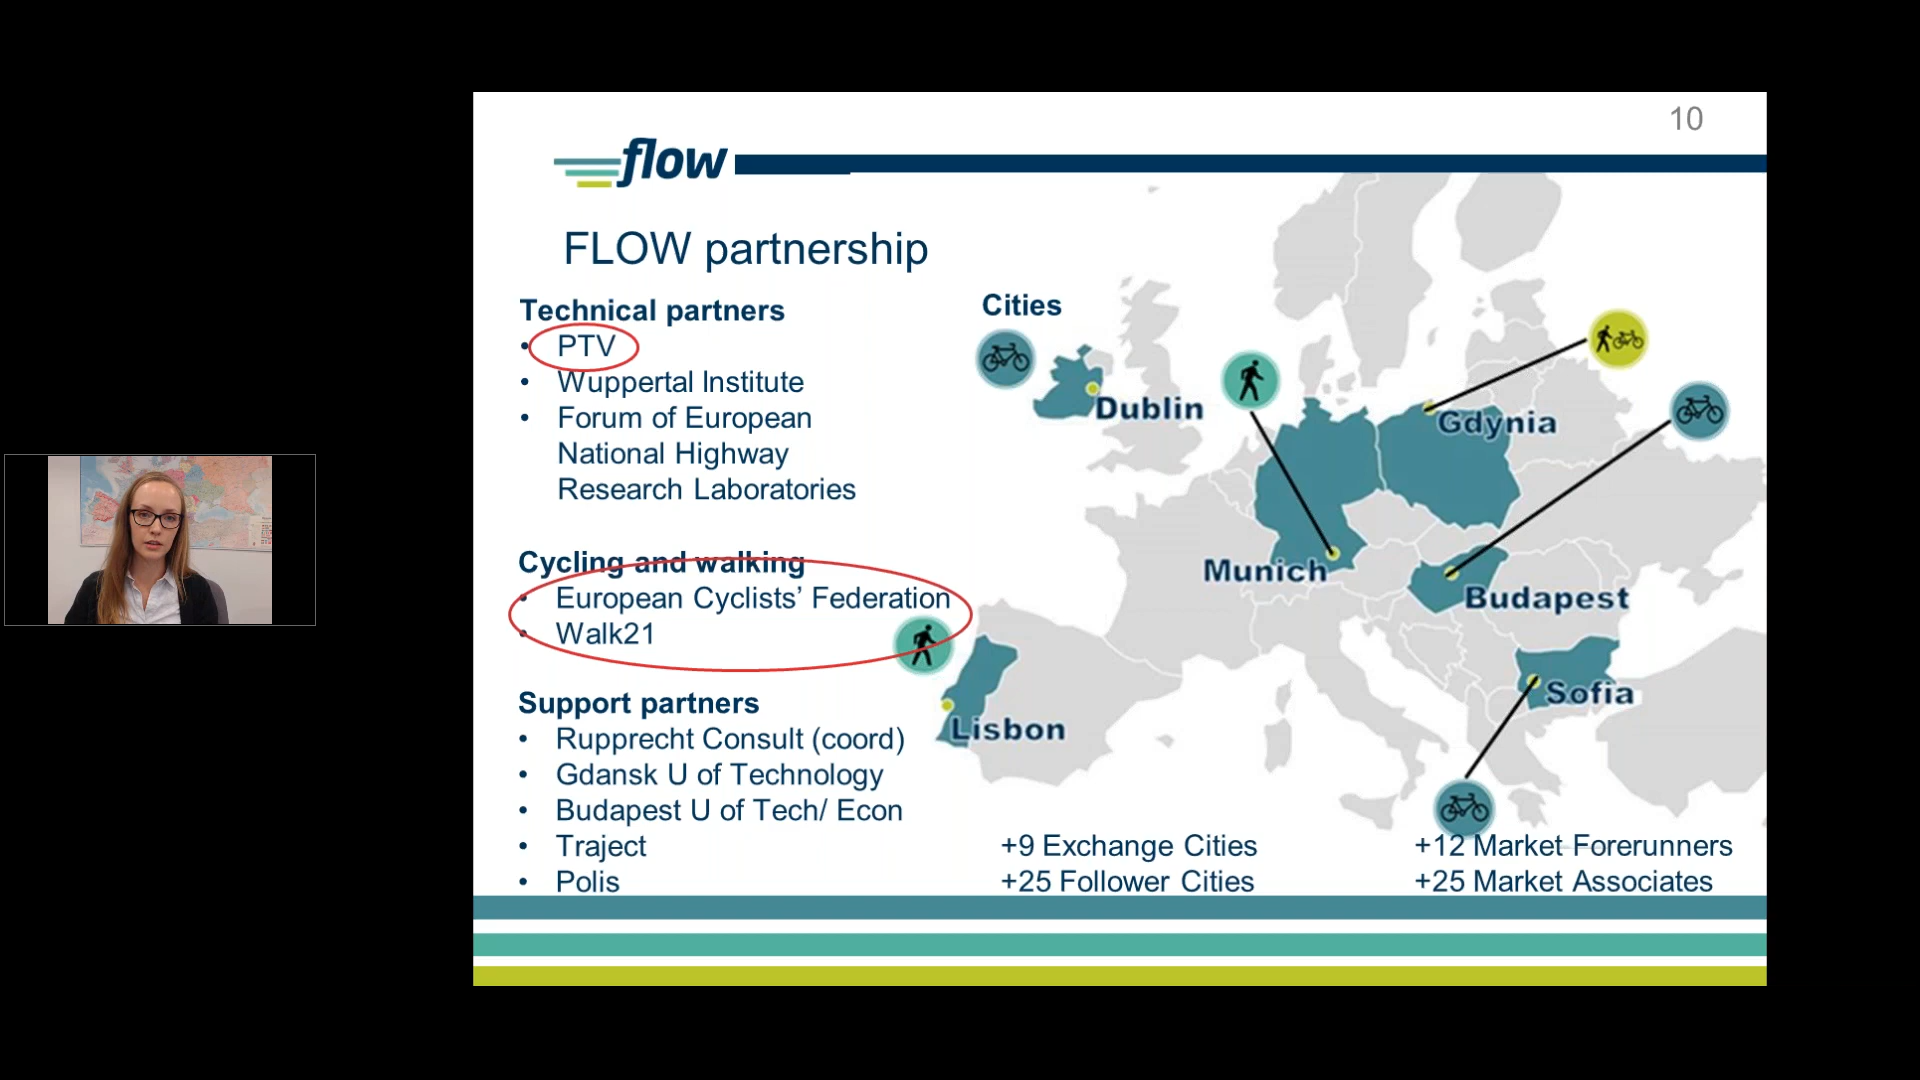 10
flow
FLOW partnership
Technical partners
• PTV
• Wuppertal Institute
• Forum of European
National Highway
Research Laboratories
Cycling and walking
• European Cyclists’ Federation
• Walk21
Support partners
• Rupprecht Consult (coord)
• Gdansk U of Technology
• Budapest U of Tech/ Econ
• Traject
• Polis
Cities
Dublin
Gdynia
Munich
Budapest
Sofia
Lisbon
+9 Exchange Cities
+25 Follower Cities
+12 Market Forerunners
+25 Market Associates